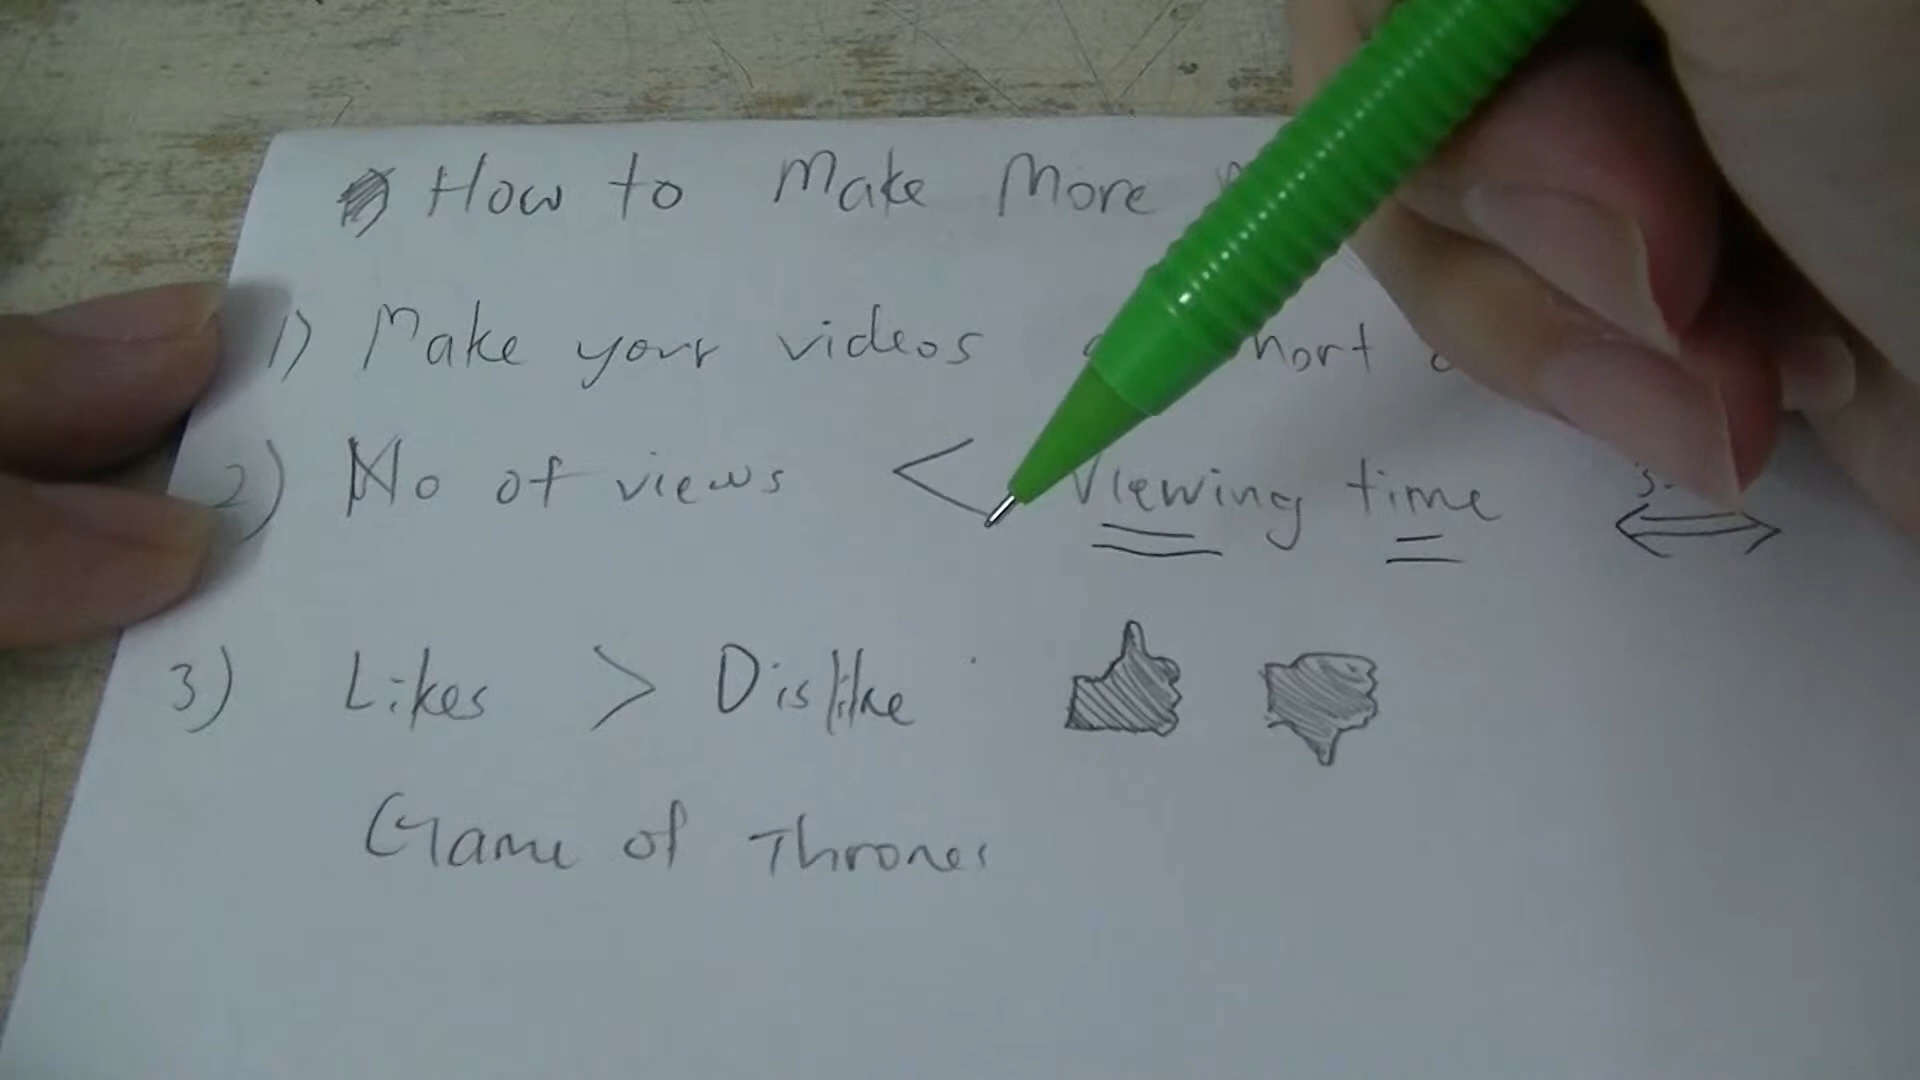 How to Make More
1) Make your videos
2) No of views < Viewing time
3) Likes > Dislike
Game of Thrones